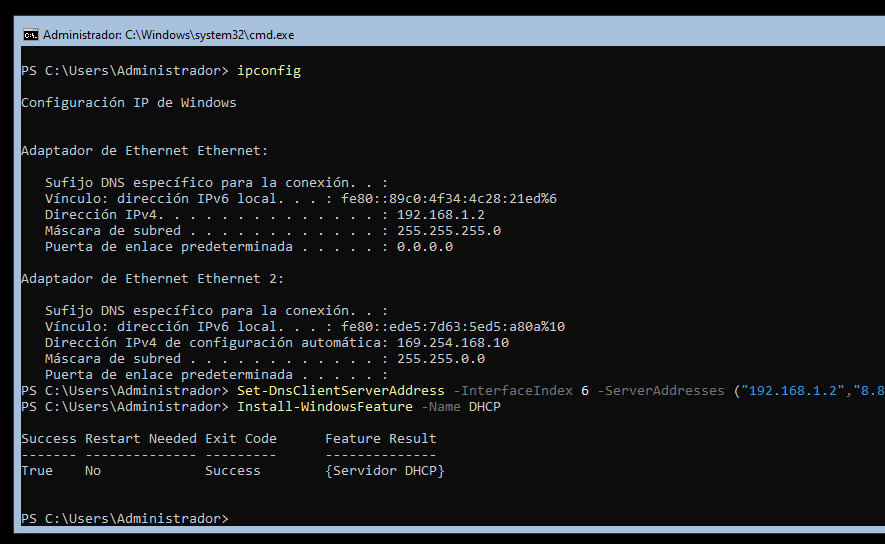 Administrador: C:\Windows\system32\cmd.exe
PS C:\Users\Administrador> ipconfig
Configuración IP de Windows
Adaptador de Ethernet Ethernet:
Sufijo DNS específico para la conexión. . :
Vínculo: dirección IPv6 local. . . : fe80::89c0:4f34:4c28:21ed%6
Dirección IPv4. . . . . . . . . . . . . . : 192.168.1.2
Máscara de subred . . . . . . . . . . . . : 255.255.255.0
Puerta de enlace predeterminada . . . . . : 0.0.0.0
Adaptador de Ethernet Ethernet 2:
Sufijo DNS específico para la conexión. . :
Vínculo: dirección IPv6 local. . . : fe80::ede5:7d63:5ed5:a80a%10
Dirección IPv4 de configuración automática: 169.254.168.10
Máscara de subred . . . . . . . . . . . . : 255.255.0.0
Puerta de enlace predeterminada . . . . . :
PS C:\Users\Administrador> Set-DnsClientServerAddress -InterfaceIndex 6 -ServerAddresses ("192.168.1.2","8.8
PS C:\Users\Administrador> Install-WindowsFeature -Name DHCP
Success Restart Needed Exit Code      Feature Result
------- -------------- ---------      --------------
True    No             Success        {Servidor DHCP}
PS C:\Users\Administrador>